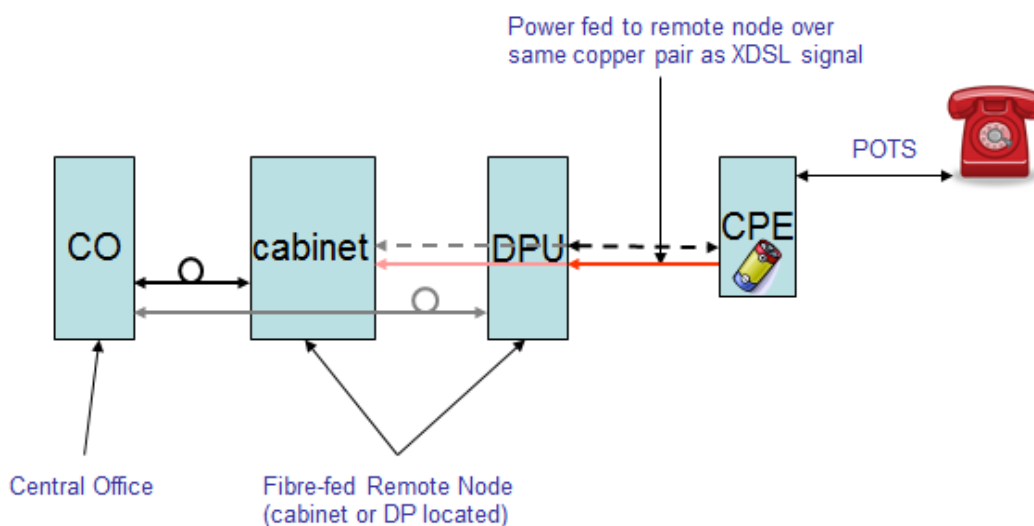 Power fed to remote node over
same copper pair as XDSL signal
POTS
CO
cabinet
DPU
CPE
Central Office
Fibre-fed Remote Node
(cabinet or DP located)